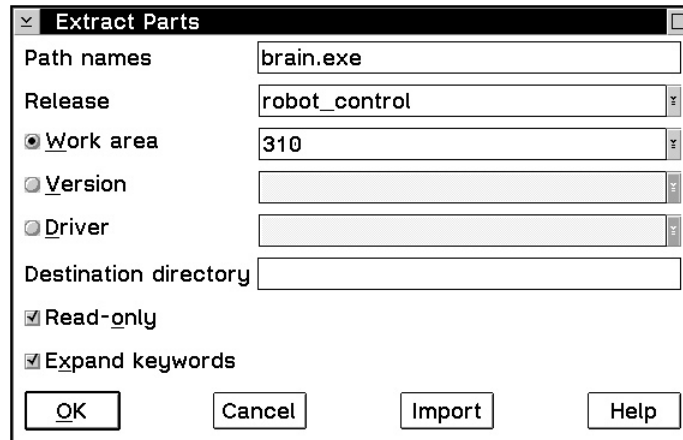 Extract Parts
Path names brain.exe
Release robot_control
Work area 310
Version
Driver
Destination directory
Read-only
Expand keywords
OK Cancel Import Help